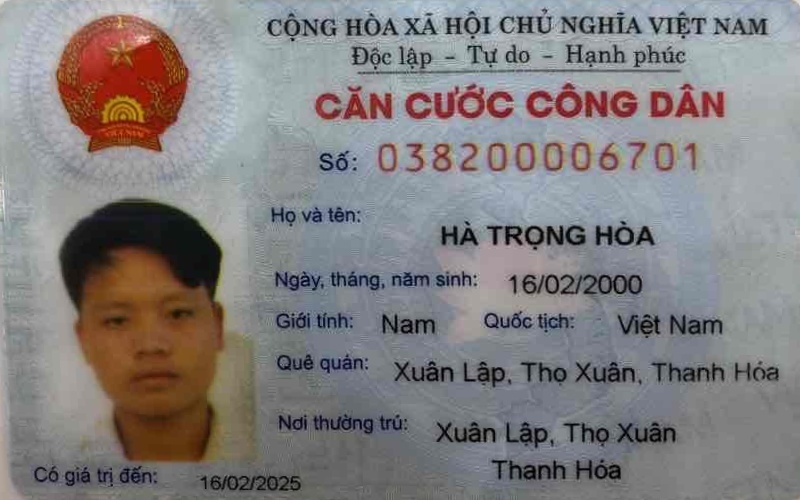 CỘNG HÒA XÃ HỘI CHỦ NGHĨA VIỆT NAM
Độc lập - Tự do - Hạnh phúc
CĂN CƯỚC CÔNG DÂN
Số: 038200006701
Họ và tên:
HÀ TRỌNG HÒA
Ngày, tháng, năm sinh: 16/02/2000
Giới tính: Nam Quốc tịch: Việt Nam
Quê quán: Xuân Lập, Thọ Xuân, Thanh Hóa
Nơi thường trú: Xuân Lập, Thọ Xuân
Thanh Hóa
Có giá trị đến: 16/02/2025
VIỆT NAM